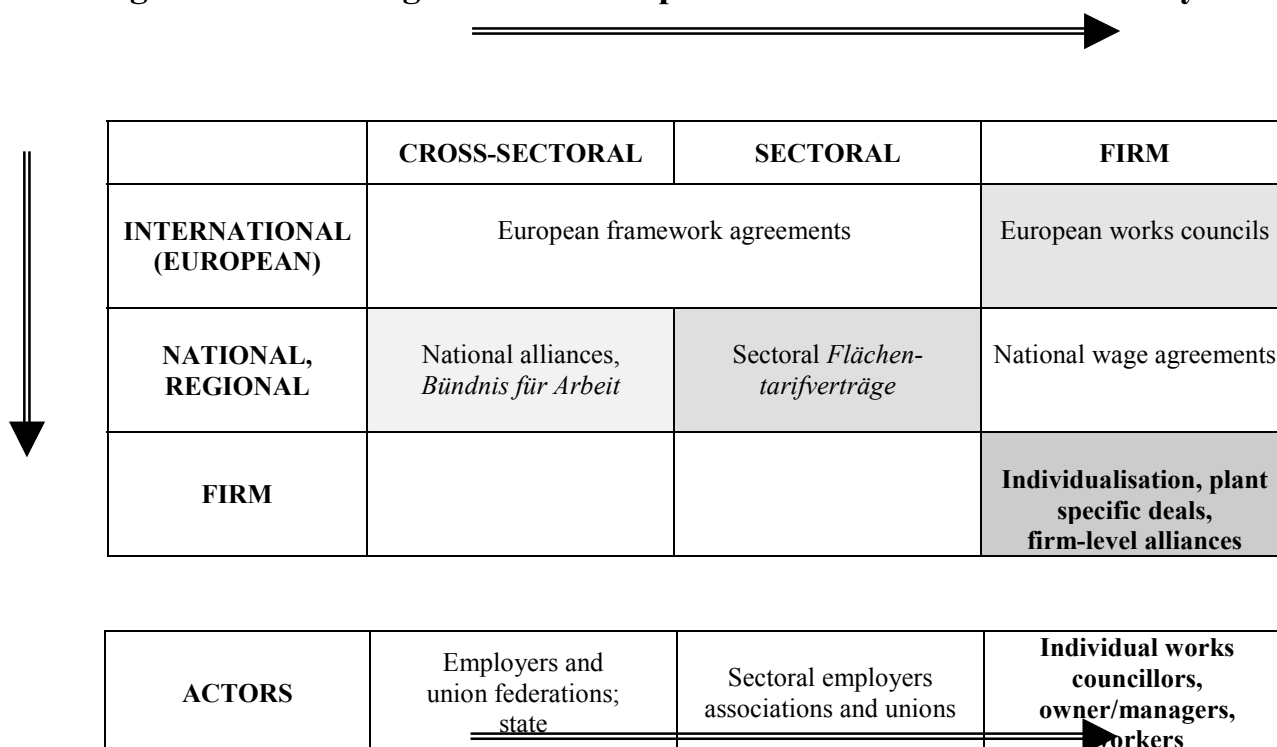 CROSS-SECTORAL SECTORAL FIRM
INTERNATIONAL
(EUROPEAN)
European framework agreements
European works councils
NATIONAL,
REGIONAL
National alliances,
Bündnis für Arbeit
Sectoral Flächen-
tarifverträge
National wage agreements
FIRM
Individualisation, plant
specific deals,
firm-level alliances
ACTORS
Employers and
union federations;
state
Sectoral employers
associations and unions
Individual works
councillors,
owner/managers,
workers